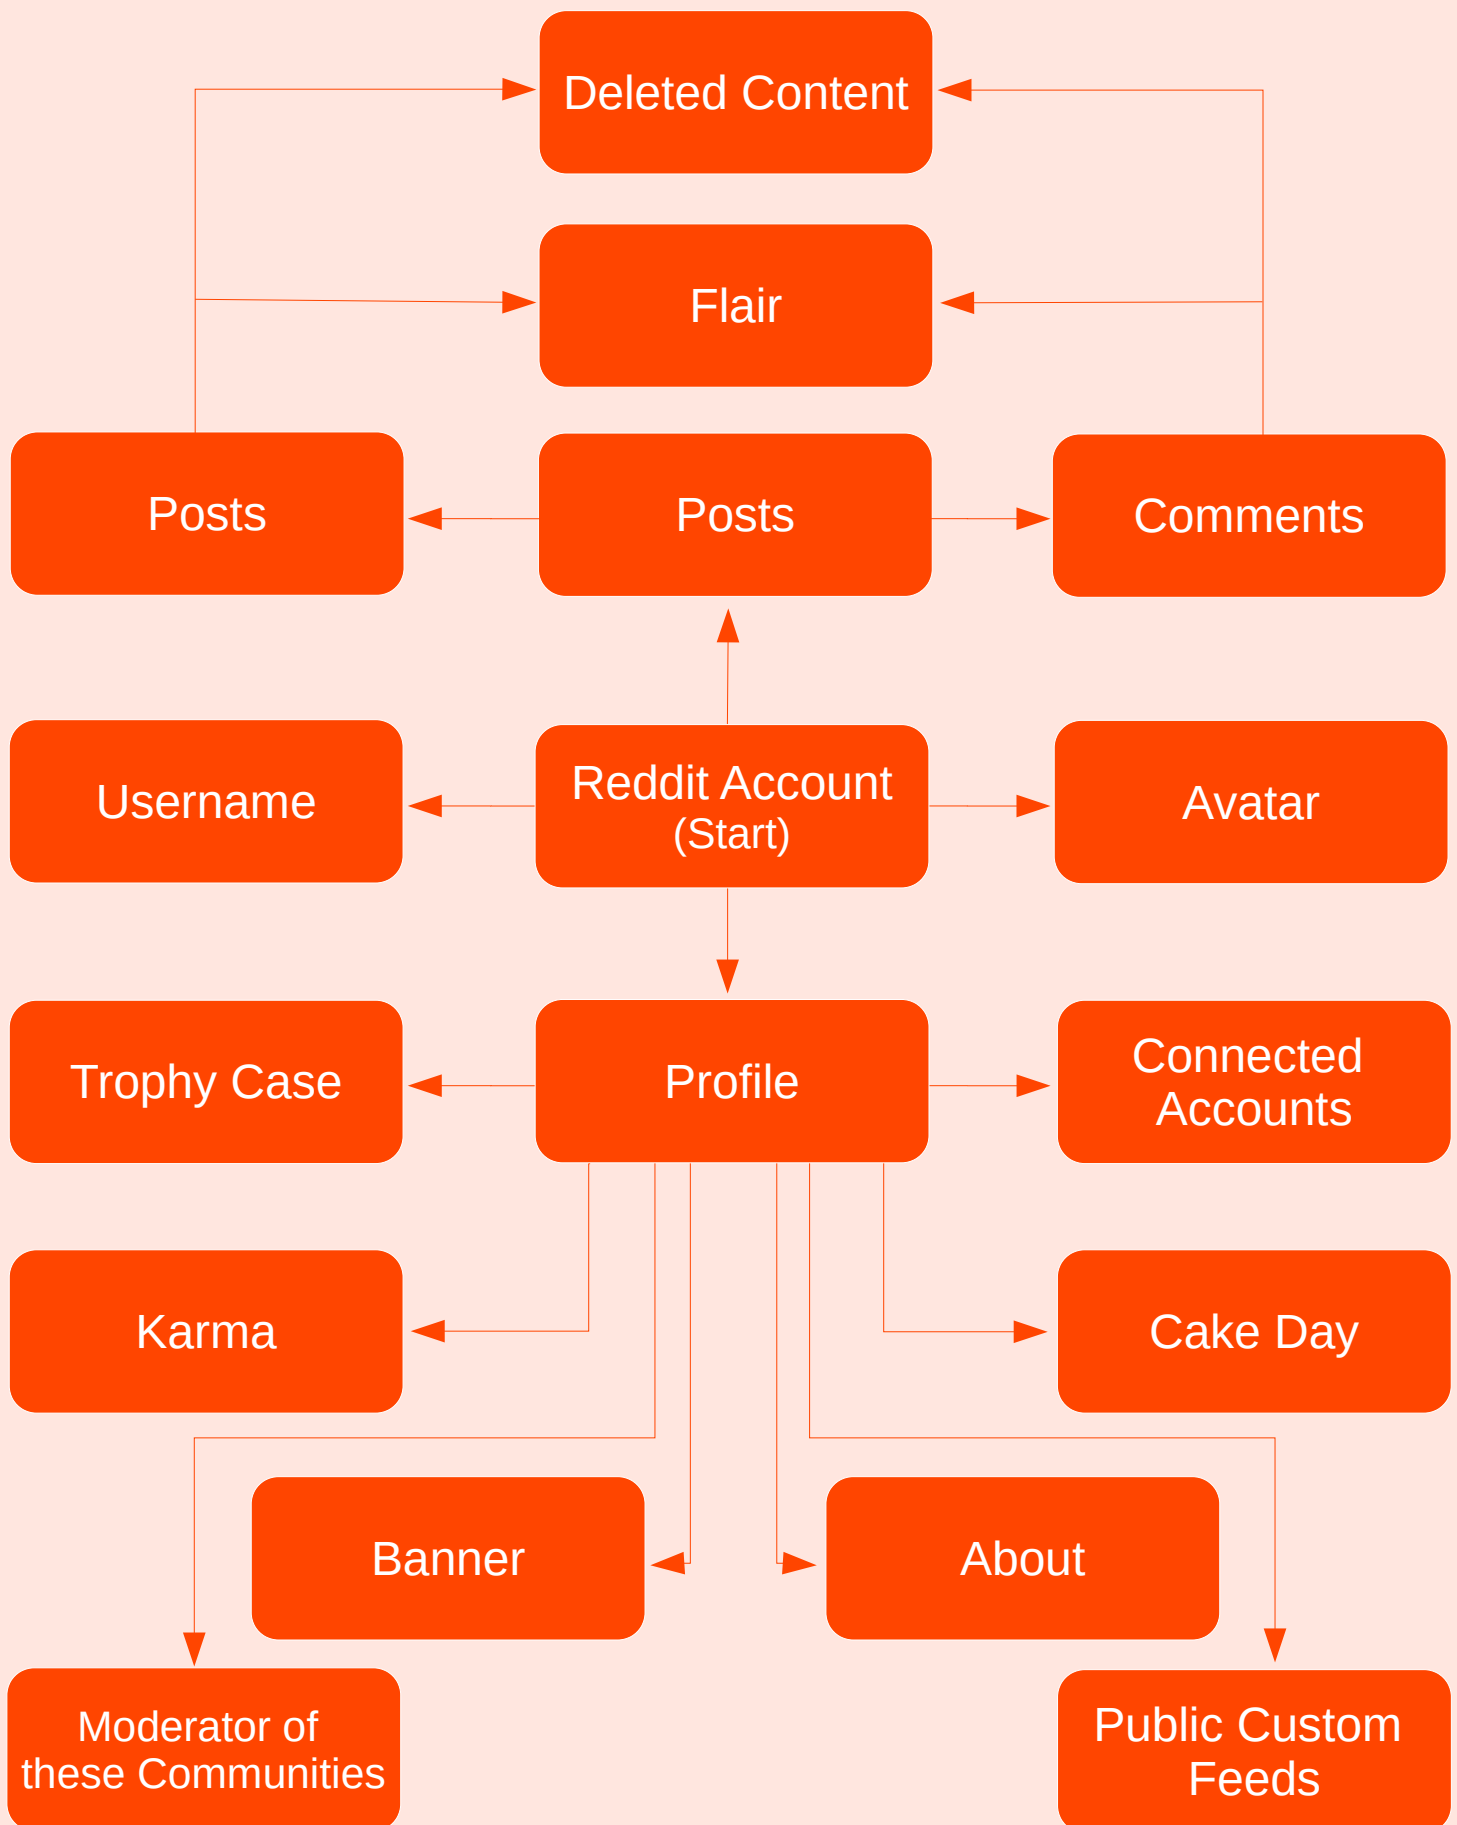 Deleted Content
Flair
Posts
Posts
Comments
Username
Reddit Account
(Start)
Avatar
Trophy Case
Profile
Connected
Accounts
Karma
Cake Day
Banner
About
Moderator of
these Communities
Public Custom
Feeds